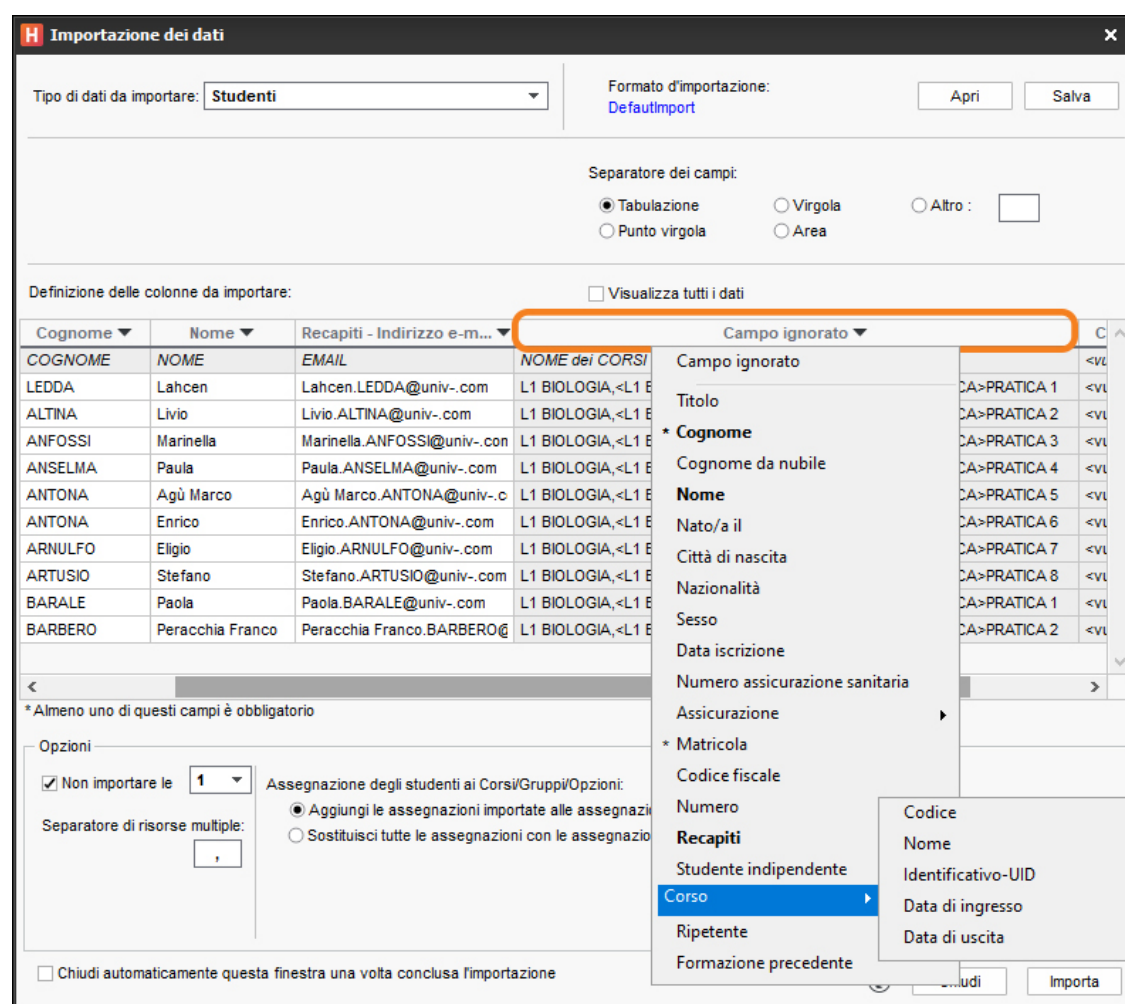 H Importazione dei dati
Tipo di dati da importare: Studenti
Formato d'importazione:
DefautImport
Apri Salva
Separatore dei campi:
Tabulazione Virgola Altro :
Punto virgola Area
Definizione delle colonne da importare:
Visualizza tutti i dati
Cognome Nome Recapiti - Indirizzo e-m... Campo ignorato C
COGNOME NOME EMAIL NOME dei CORSI
LEDDA Lahcen Lahcen.LEDDA@univ-.com L1 BIOLOGIA,<L1 CA>PRATICA 1
ALTINA Livio Livio.ALTINA@univ-.com L1 BIOLOGIA,<L1 CA>PRATICA 2
ANFOSSI Marinella Marinella.ANFOSSI@univ-.con L1 BIOLOGIA,<L1 CA>PRATICA 3
ANSELMA Paula Paula.ANSELMA@univ-.com L1 BIOLOGIA,<L1 CA>PRATICA 4
ANTONA Agù Marco Agù Marco.ANTONA@univ-.c L1 BIOLOGIA,<L1 CA>PRATICA 5
ANTONA Enrico Enrico.ANTONA@univ-.com L1 BIOLOGIA,<L1 CA>PRATICA 6
ARNULFO Eligio Eligio.ARNULFO@univ-.com L1 BIOLOGIA,<L1 CA>PRATICA 7
ARTUSIO Stefano Stefano.ARTUSIO@univ-.com L1 BIOLOGIA,<L1 CA>PRATICA 8
BARALE Paola Paola.BARALE@univ-.com L1 BIOLOGIA,<L1 CA>PRATICA 1
BARBERO Peracchia Franco Peracchia Franco.BARBERO@ L1 BIOLOGIA,<L1 CA>PRATICA 2
Campo ignorato
Titolo
* Cognome
Cognome da nubile
Nome
Nato/a il
Città di nascita
Nazionalità
Sesso
Data iscrizione
Numero assicurazione sanitaria
Assicurazione
* Matricola
Codice fiscale
Numero
Recapiti
Studente indipendente
Corso
Ripetente
Formazione precedente
Codice
Nome
Identificativo-UID
Data di ingresso
Data di uscita
* Almeno uno di questi campi è obbligatorio
Opzioni
Non importare le 1
Separatore di risorse multiple:
,
Assegnazione degli studenti ai Corsi/Gruppi/Opzioni:
Aggiungi le assegnazioni importate alle
Sostituisci tutte le assegnazioni con le
Chiudi automaticamente questa finestra una volta conclusa l'importazione
Importa